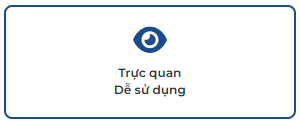 Trực quan
Dễ sử dụng